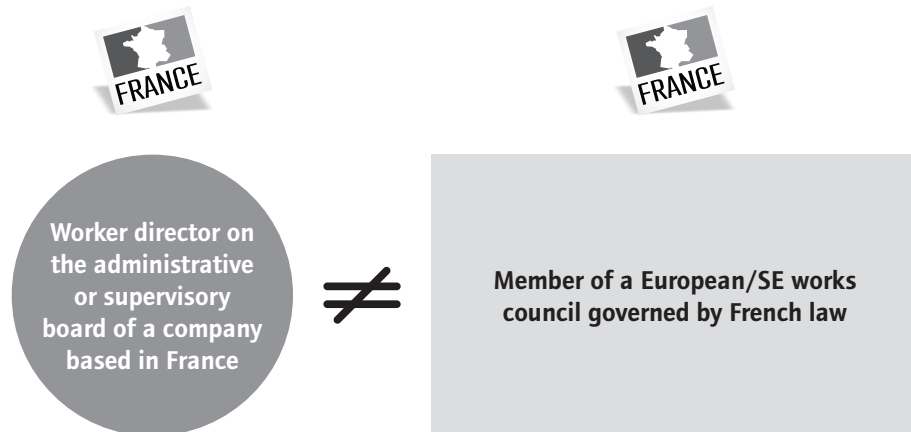 FRANCE
FRANCE
Worker director on
the administrative
or supervisory
board of a company
based in France
≠
Member of a European/SE works
council governed by French law